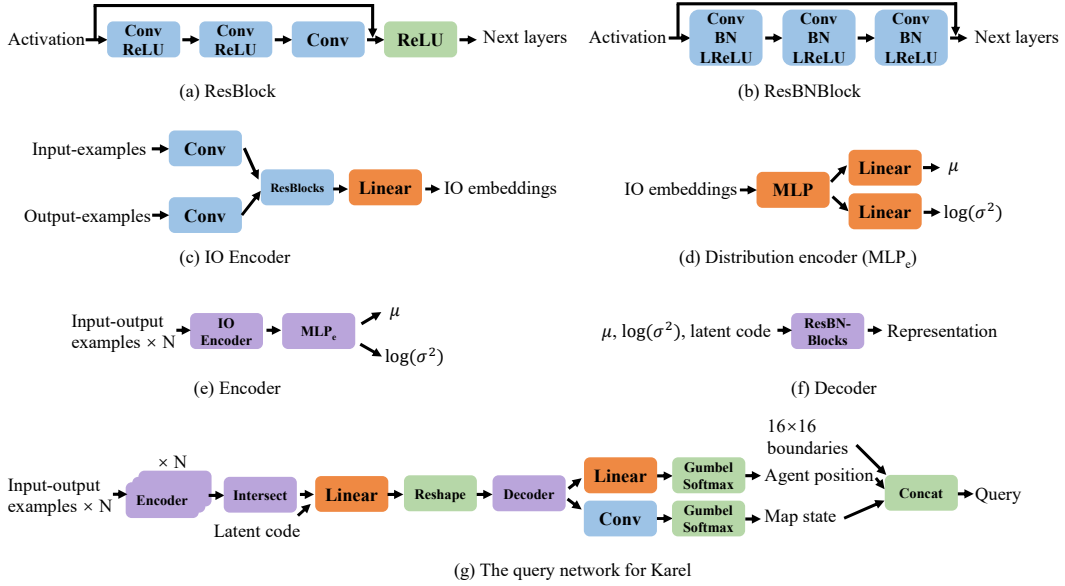 Activation
Conv
ReLU
Conv
ReLU
Conv
ReLU
Next layers
(a) ResBlock
Activation
Conv
BN
LReLU
Conv
BN
LReLU
Conv
BN
LReLU
Next layers
(b) ResBNBlock
Input-examples
Conv
Output-examples
Conv
ResBlocks
Linear
IO embeddings
(c) IO Encoder
IO embeddings
MLP
Linear
μ
Linear
log(σ²)
(d) Distribution encoder (MLPₑ)
Input-output
examples × N
IO
Encoder
MLPₑ
μ
log(σ²)
(e) Encoder
μ, log(σ²), latent code
ResBN-
Blocks
Representation
(f) Decoder
Input-output
examples × N
× N
Encoder
Intersect
Latent code
Linear
Reshape
Decoder
Linear
Gumbel
Softmax
Agent position
Conv
Gumbel
Softmax
Map state
16×16
boundaries
Concat
Query
(g) The query network for Karel